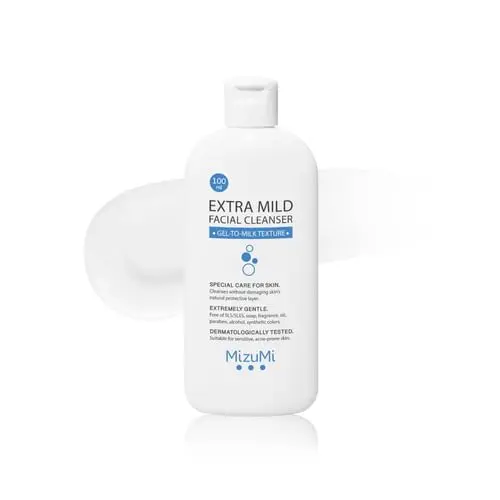 100
ml
EXTRA MILD
FACIAL CLEANSER
• GEL-TO-MILK TEXTURE •
SPECIAL CARE FOR SKIN.
Cleanses without damaging skin's
natural protective layer.
EXTREMELY GENTLE.
Free of SLS/SLES, soap, fragrance, oil,
paraben, alcohol, synthetic colors.
DERMATOLOGICALLY TESTED.
Suitable for sensitive, acne-prone skin.
MizuMi